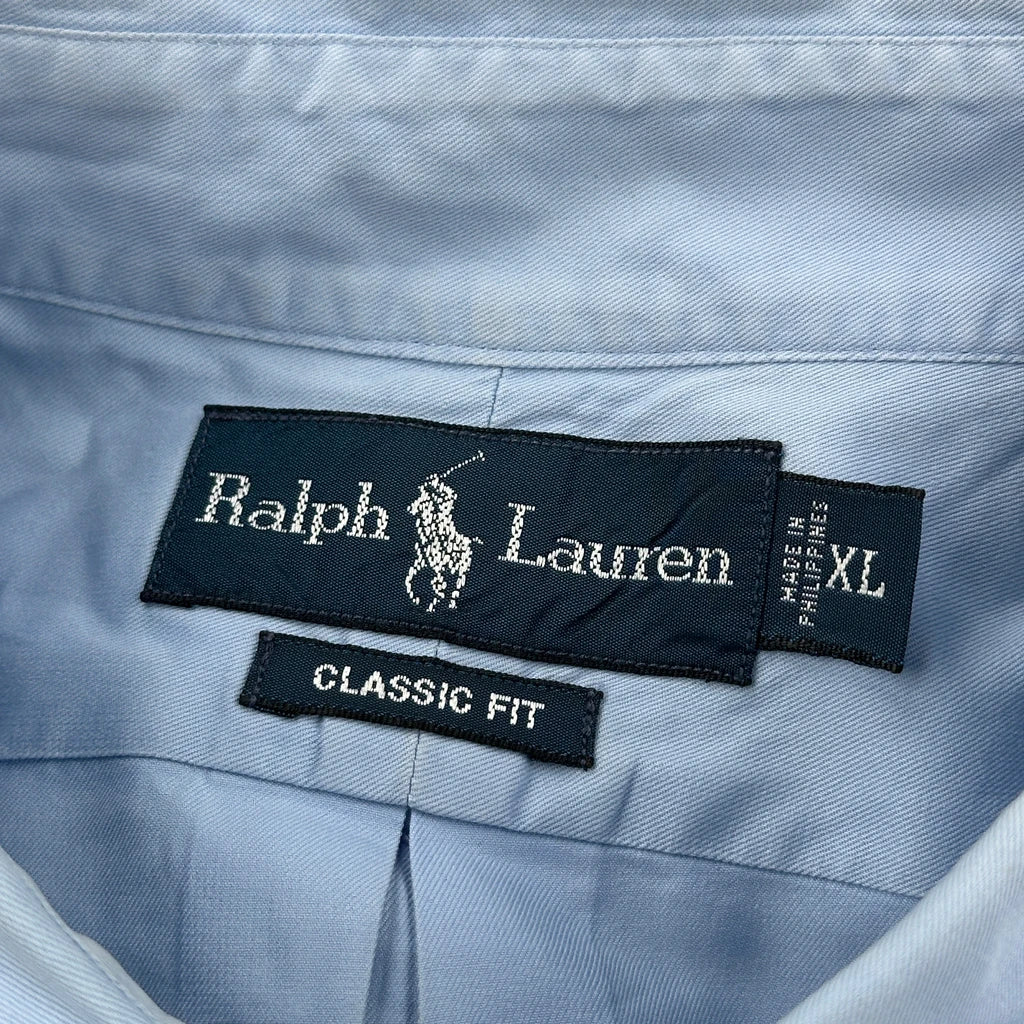 Ralph Lauren
MADE IN
PHILIPPINES
XL
CLASSIC FIT